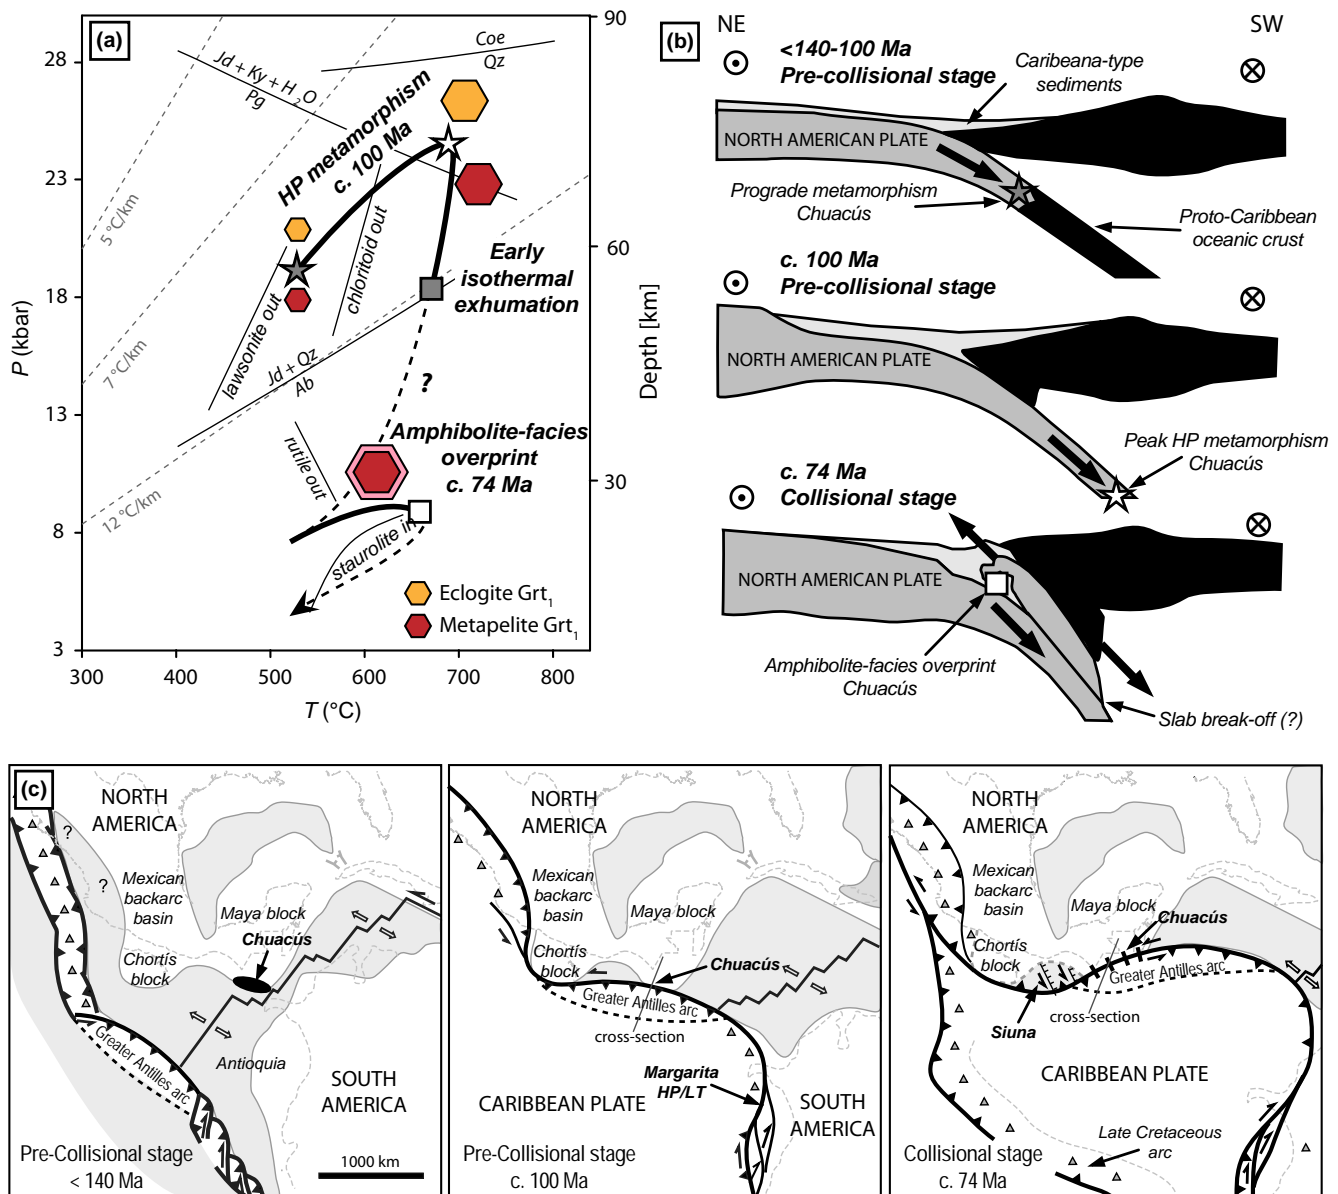 (a)
90
28
Coe
Qz
Jd + Ky + H2O
Pg
HP metamorphism
c. 100 Ma
23
5 °C/km
60
Early
isothermal
exhumation
chloritoid out
18
lawsonite out
7 °C/km
Jd + Qz
Ab
?
P (kbar)
Depth [km]
13
Amphibolite-facies
overprint
c. 74 Ma
rutile out
30
12 °C/km
8
staurolite in
Eclogite Grt1
Metapelite Grt1
3
300
400
500
600
700
800
T (°C)
(b)
NE
SW
<140-100 Ma
Pre-collisional stage
Caribeana-type
sediments
NORTH AMERICAN PLATE
Prograde metamorphism
Chuacús
Proto-Caribbean
oceanic crust
c. 100 Ma
Pre-collisional stage
NORTH AMERICAN PLATE
Peak HP metamorphism
Chuacús
c. 74 Ma
Collisional stage
NORTH AMERICAN PLATE
Amphibolite-facies overprint
Chuacús
Slab break-off (?)
(c)
NORTH
AMERICA
?
?
Mexican
backarc
basin
Maya block
Chuacús
Chortís
block
Greater Antilles arc
Antioquia
SOUTH
AMERICA
Pre-Collisional stage
< 140 Ma
1000 km
NORTH
AMERICA
Mexican
backarc
basin
Maya block
Chortís
block
Chuacús
Greater Antilles arc
cross-section
Margarita
HP/LT
CARIBBEAN PLATE
SOUTH
AMERICA
Pre-Collisional stage
c. 100 Ma
NORTH
AMERICA
Mexican
backarc
basin
Maya block
Chuacús
Chortís
block
Greater Antilles arc
Siuna
cross-section
CARIBBEAN PLATE
Late Cretaceous
arc
Collisional stage
c. 74 Ma